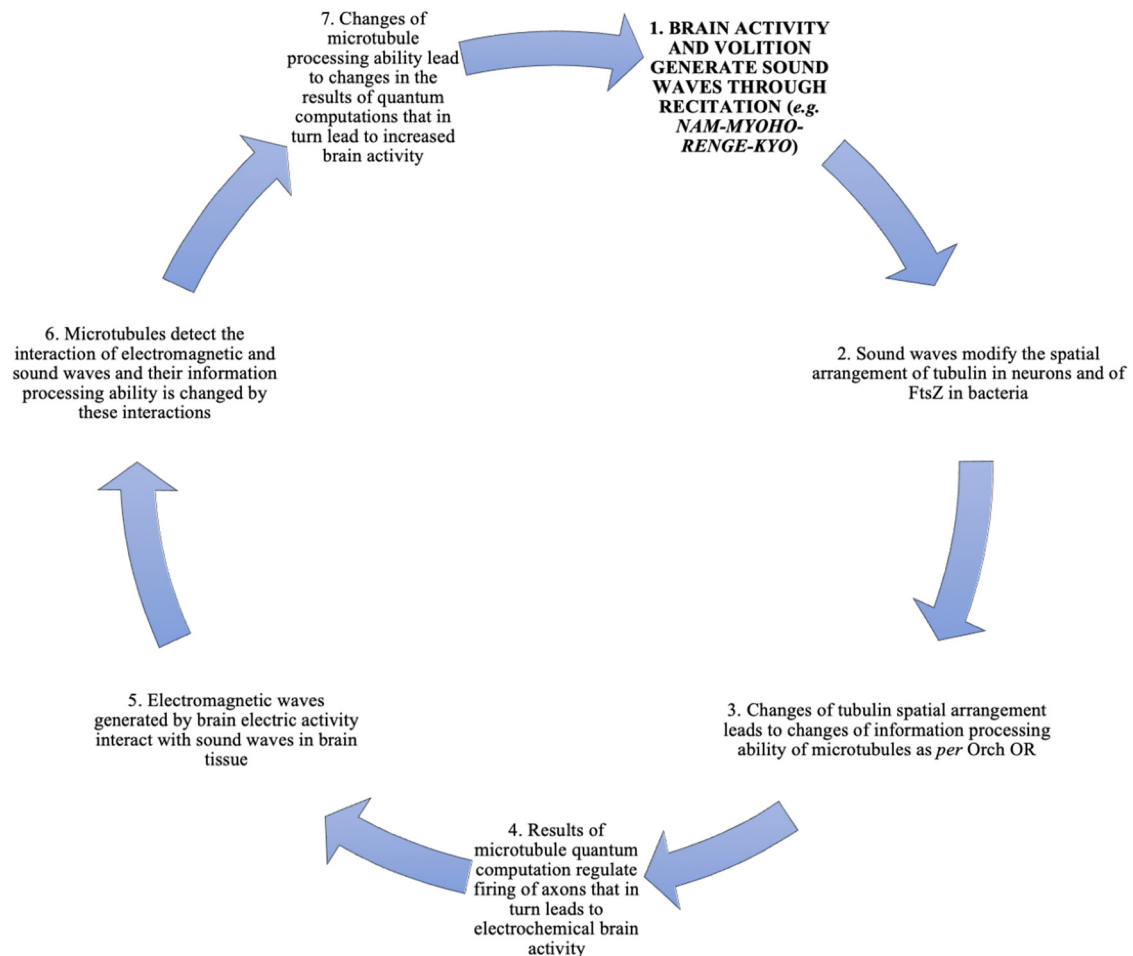 1. BRAIN ACTIVITY
AND VOLITION
GENERATE SOUND
WAVES THROUGH
RECITATION (e.g.
NAM-MYOHO-
RENGE-KYO)
2. Sound waves modify the spatial
arrangement of tubulin in neurons and of
FtsZ in bacteria
3. Changes of tubulin spatial arrangement
leads to changes of information processing
ability of microtubules as per Orch OR
4. Results of
microtubule quantum
computation regulate
firing of axons that in
turn leads to
electrochemical brain
activity
5. Electromagnetic waves
generated by brain electric activity
interact with sound waves in brain
tissue
6. Microtubules detect the
interaction of electromagnetic and
sound waves and their information
processing ability is changed by
these interactions
7. Changes of
microtubule
processing ability lead
to changes in the
results of quantum
computations that in
turn lead to increased
brain activity